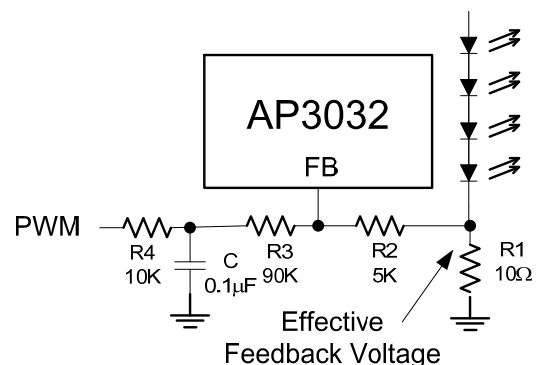 AP3032
FB
PWM
R4
10K
C
0.1μF
R3
90K
R2
5K
R1
10Ω
Effective
Feedback Voltage